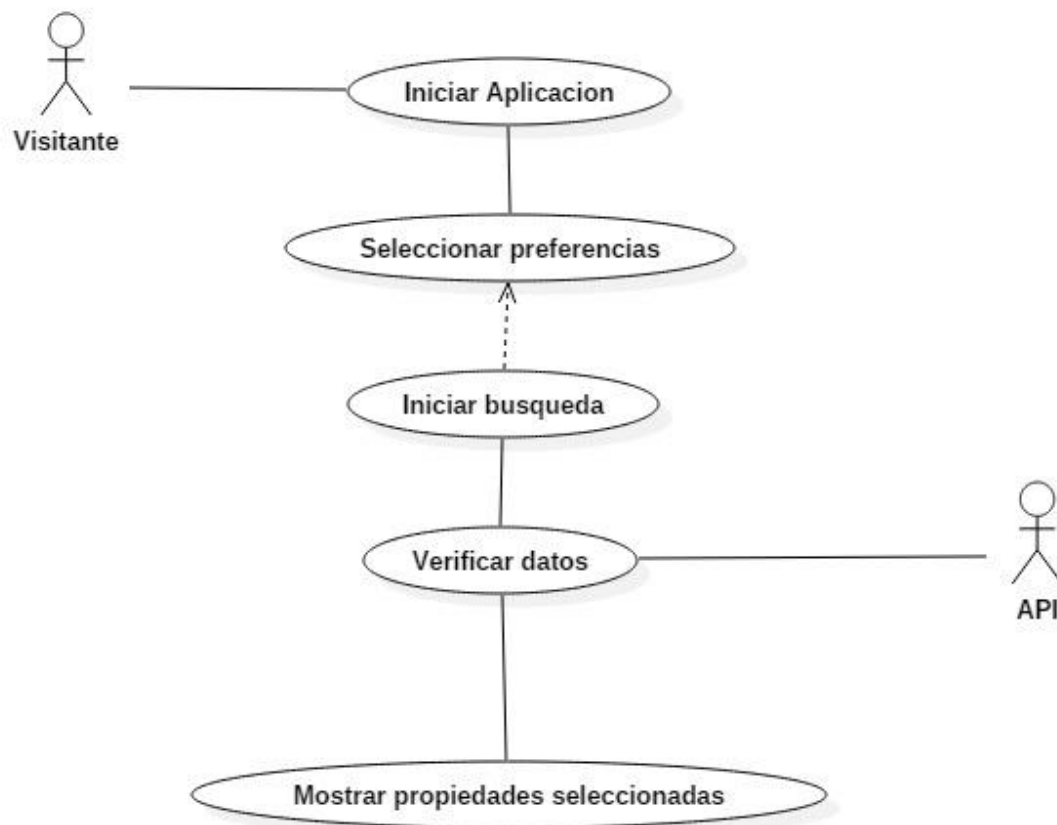 Iniciar Aplicacion
Visitante
Seleccionar preferencias
Iniciar busqueda
Verificar datos
API
Mostrar propiedades seleccionadas